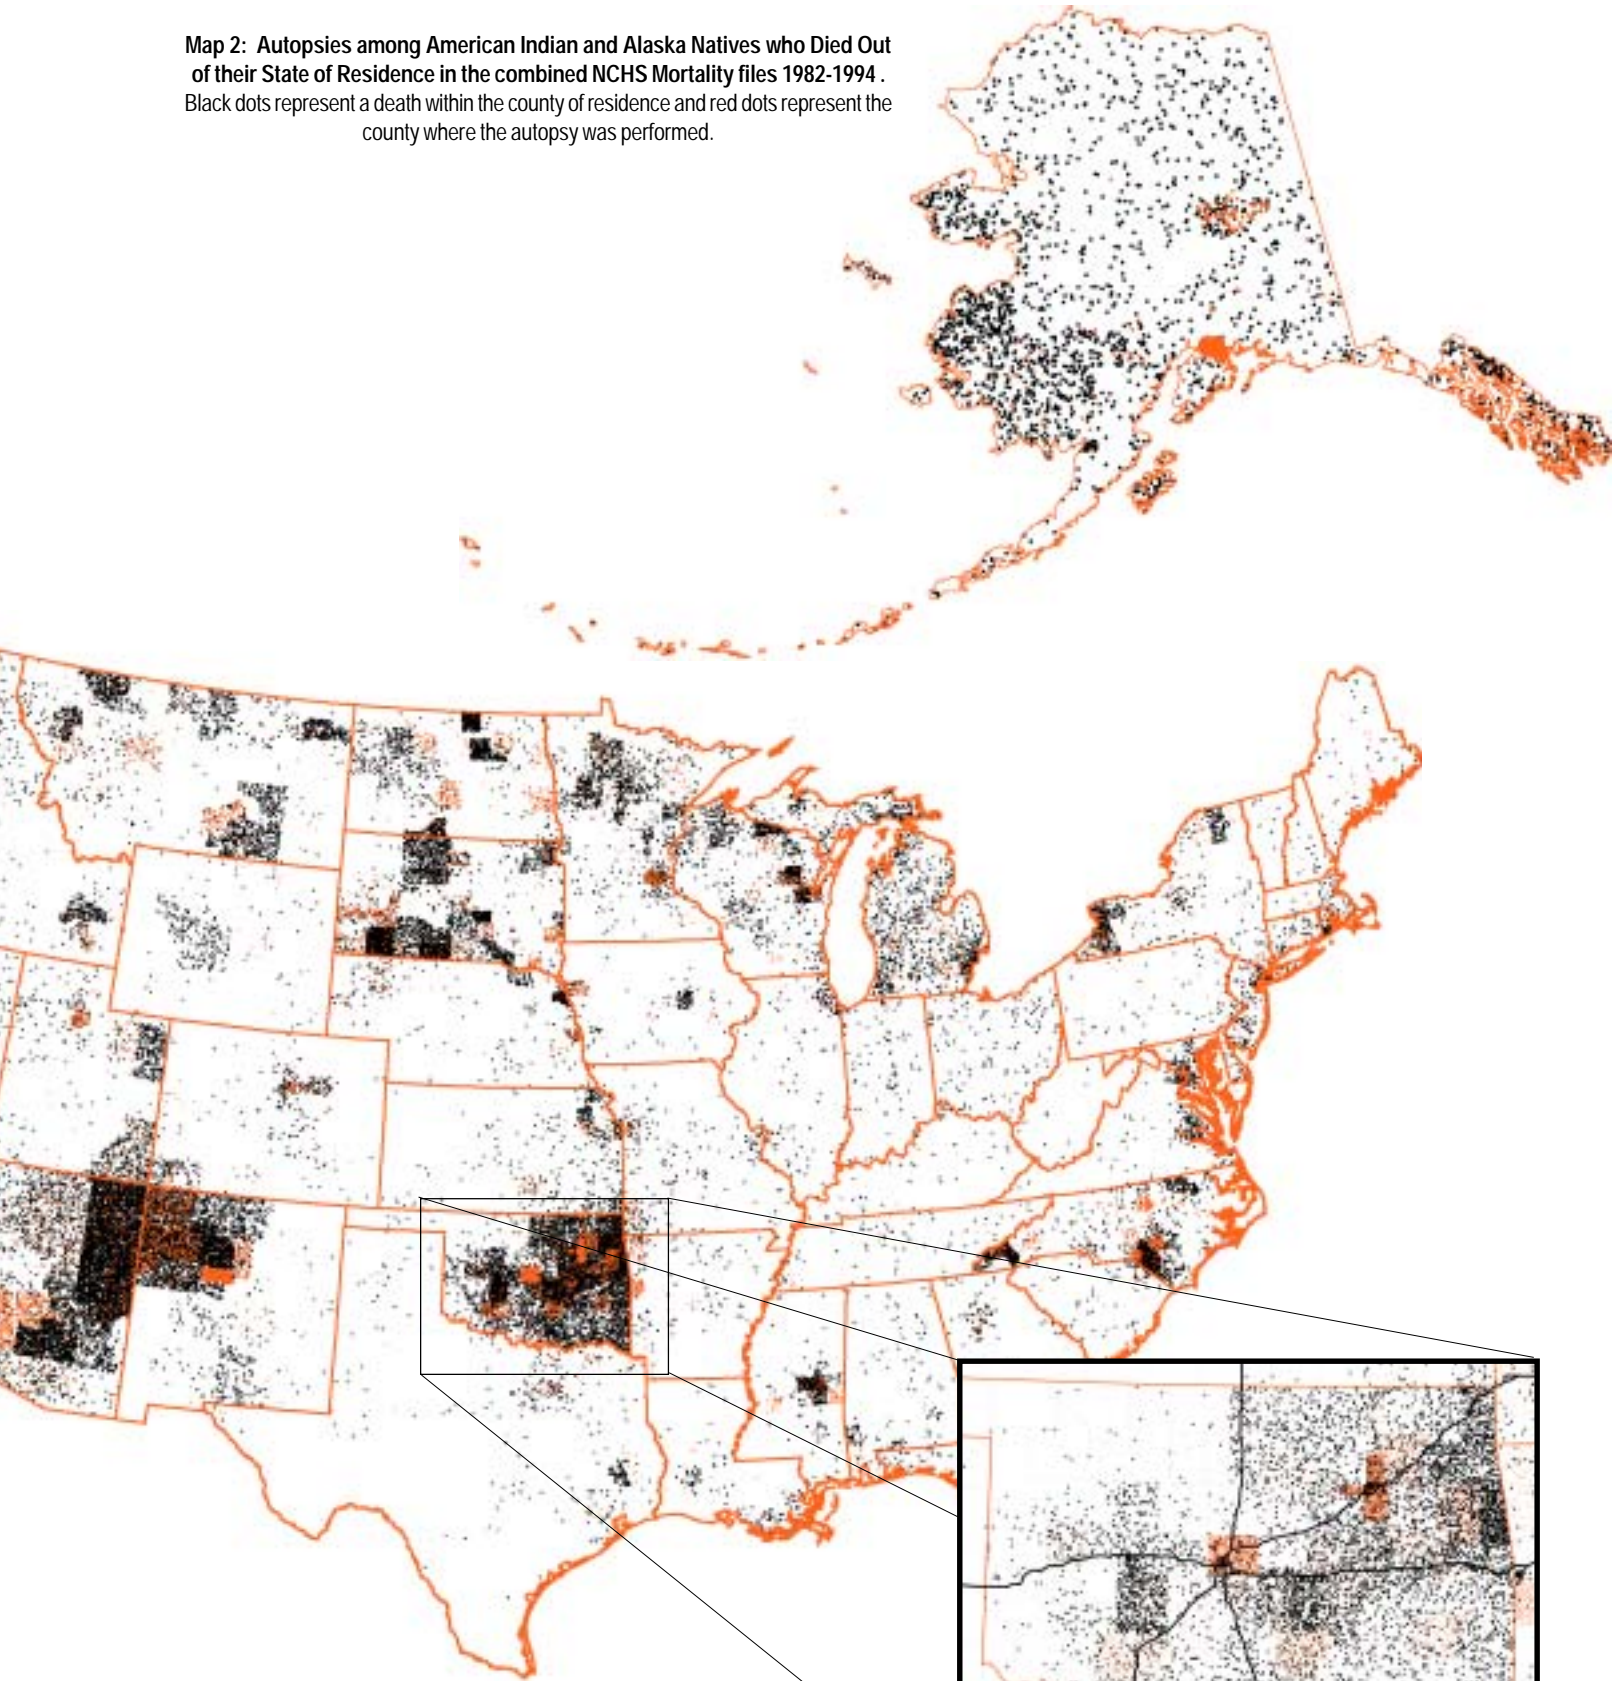 Map 2: Autopsies among American Indian and Alaska Natives who Died Out
of their State of Residence in the combined NCHS Mortality files 1982-1994 .
Black dots represent a death within the county of residence and red dots represent the
county where the autopsy was performed.